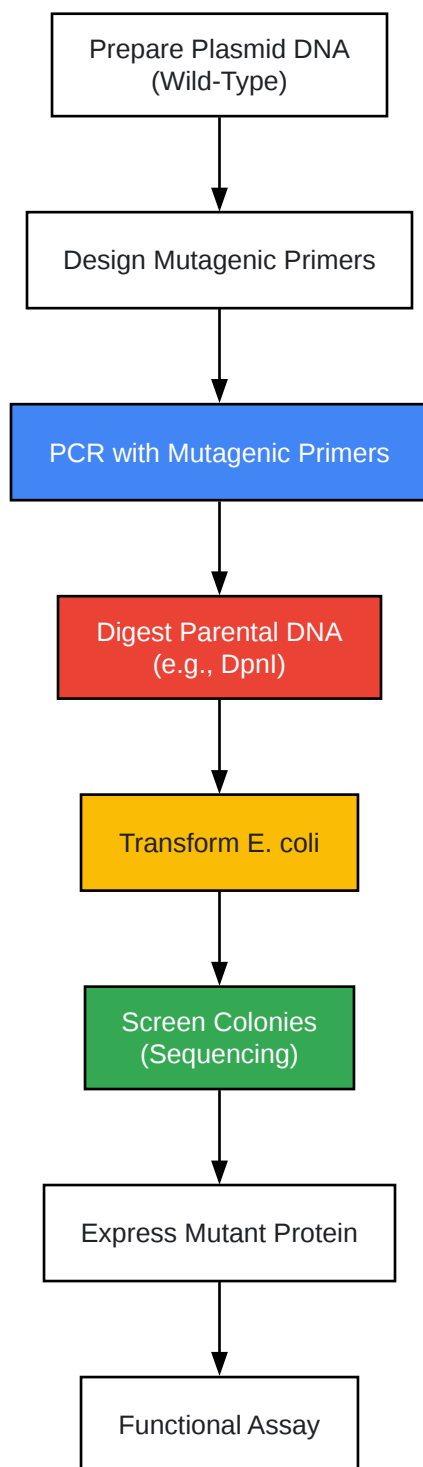 Prepare Plasmid DNA
(Wild-Type)
Design Mutagenic Primers
PCR with Mutagenic Primers
Digest Parental DNA
(e.g., DpnI)
Transform E. coli
Screen Colonies
(Sequencing)
Express Mutant Protein
Functional Assay